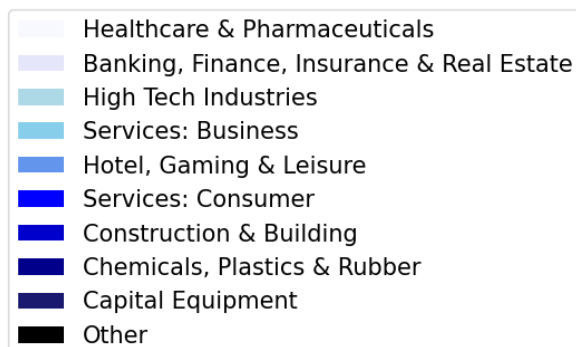 Healthcare & Pharmaceuticals
Banking, Finance, Insurance & Real Estate
High Tech Industries
Services: Business
Hotel, Gaming & Leisure
Services: Consumer
Construction & Building
Chemicals, Plastics & Rubber
Capital Equipment
Other